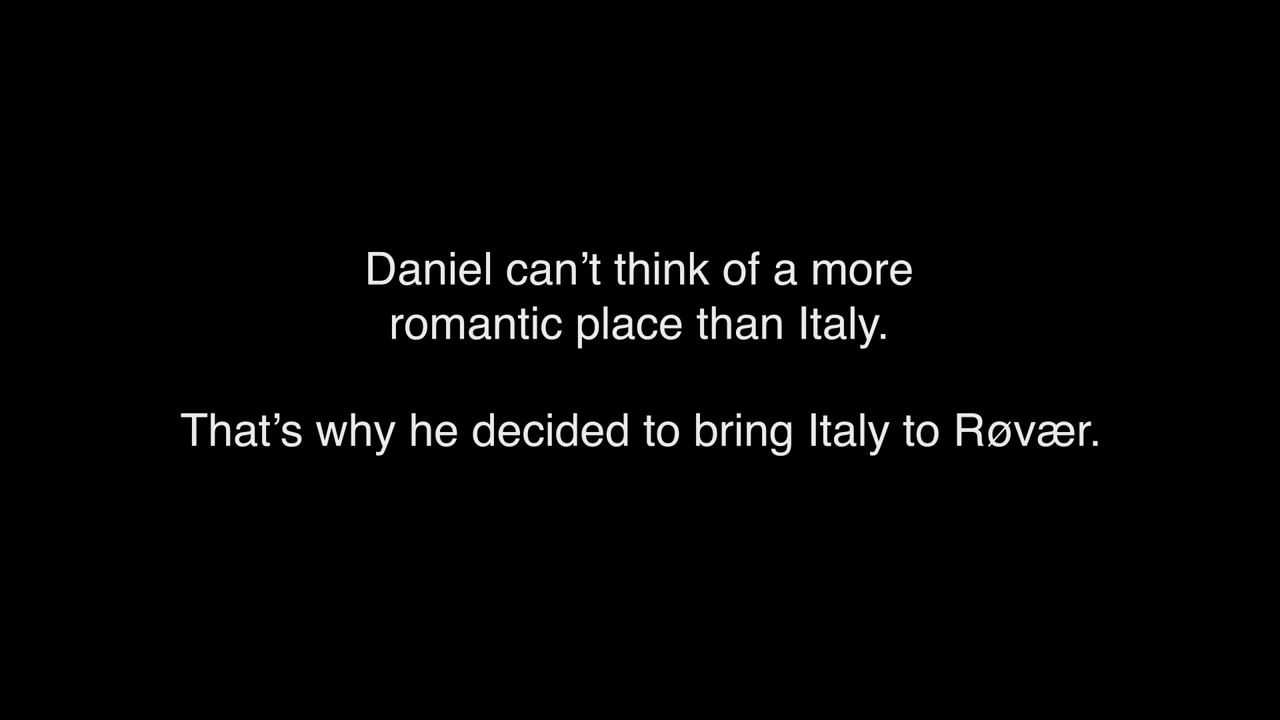 Daniel can’t think of a more
romantic place than Italy.
That’s why he decided to bring Italy to Røvær.